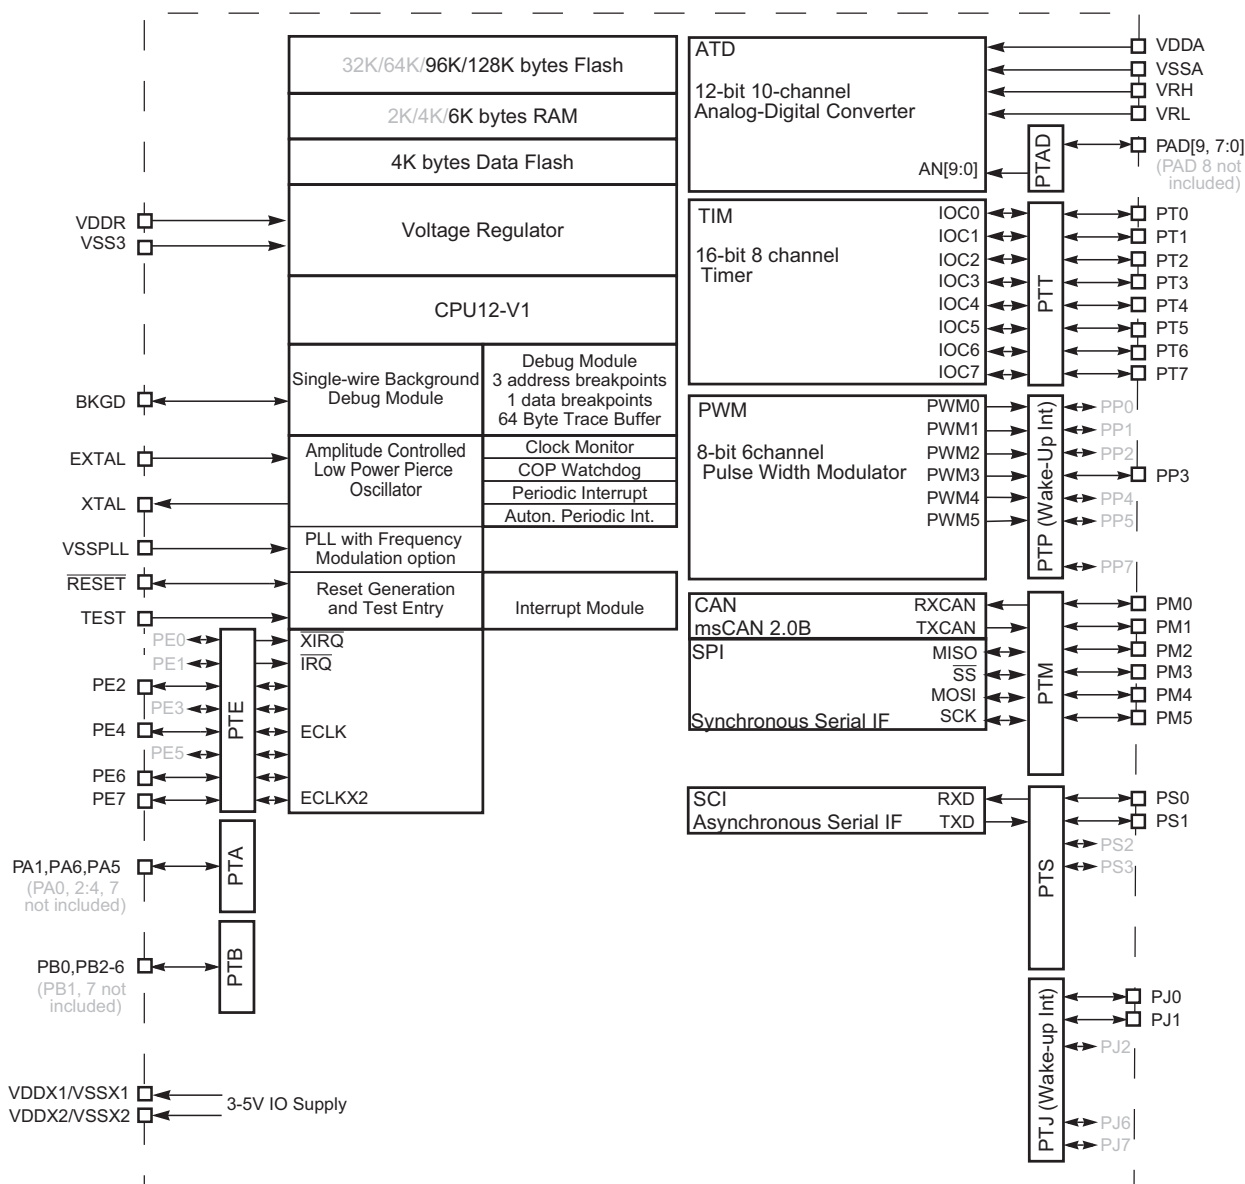 32K/64K/96K/128K bytes Flash
2K/4K/6K bytes RAM
4K bytes Data Flash
VDDR
VSS3
Voltage Regulator
CPU12-V1
BKGD
Single-wire Background
Debug Module
Debug Module
3 address breakpoints
1 data breakpoints
64 Byte Trace Buffer
EXTAL
XTAL
Amplitude Controlled
Low Power Pierce
Oscillator
Clock Monitor
COP Watchdog
Periodic Interrupt
Auton. Periodic Int.
VSSPLL
PLL with Frequency
Modulation option
RESET
TEST
Reset Generation
and Test Entry
Interrupt Module
PE0
PE1
PE2
PE3
PE4
PE5
PE6
PE7
PTE
XIRQ
IRQ
ECLK
ECLKX2
PA1,PA6,PA5
(PA0, 2:4, 7
not included)
PTA
PB0,PB2-6
(PB1, 7 not
included)
PTB
VDDX1/VSSX1
VDDX2/VSSX2
3-5V IO Supply
ATD
12-bit 10-channel
Analog-Digital Converter
AN[9:0]
PTAD
VDDA
VSSA
VRH
VRL
PAD[9, 7:0]
(PAD 8 not
included)
TIM
16-bit 8 channel
Timer
IOC0
IOC1
IOC2
IOC3
IOC4
IOC5
IOC6
IOC7
PTT
PT0
PT1
PT2
PT3
PT4
PT5
PT6
PT7
PWM
8-bit 6channel
Pulse Width Modulator
PWM0
PWM1
PWM2
PWM3
PWM4
PWM5
PTP (Wake-Up Int)
PP0
PP1
PP2
PP3
PP4
PP5
PP7
CAN
msCAN 2.0B
RXCAN
TXCAN
SPI
Synchronous Serial IF
MISO
SS
MOSI
SCK
PTM
PM0
PM1
PM2
PM3
PM4
PM5
SCI
Asynchronous Serial IF
RXD
TXD
PTS
PS0
PS1
PS2
PS3
PTJ (Wake-up Int)
PJ0
PJ1
PJ2
PJ6
PJ7